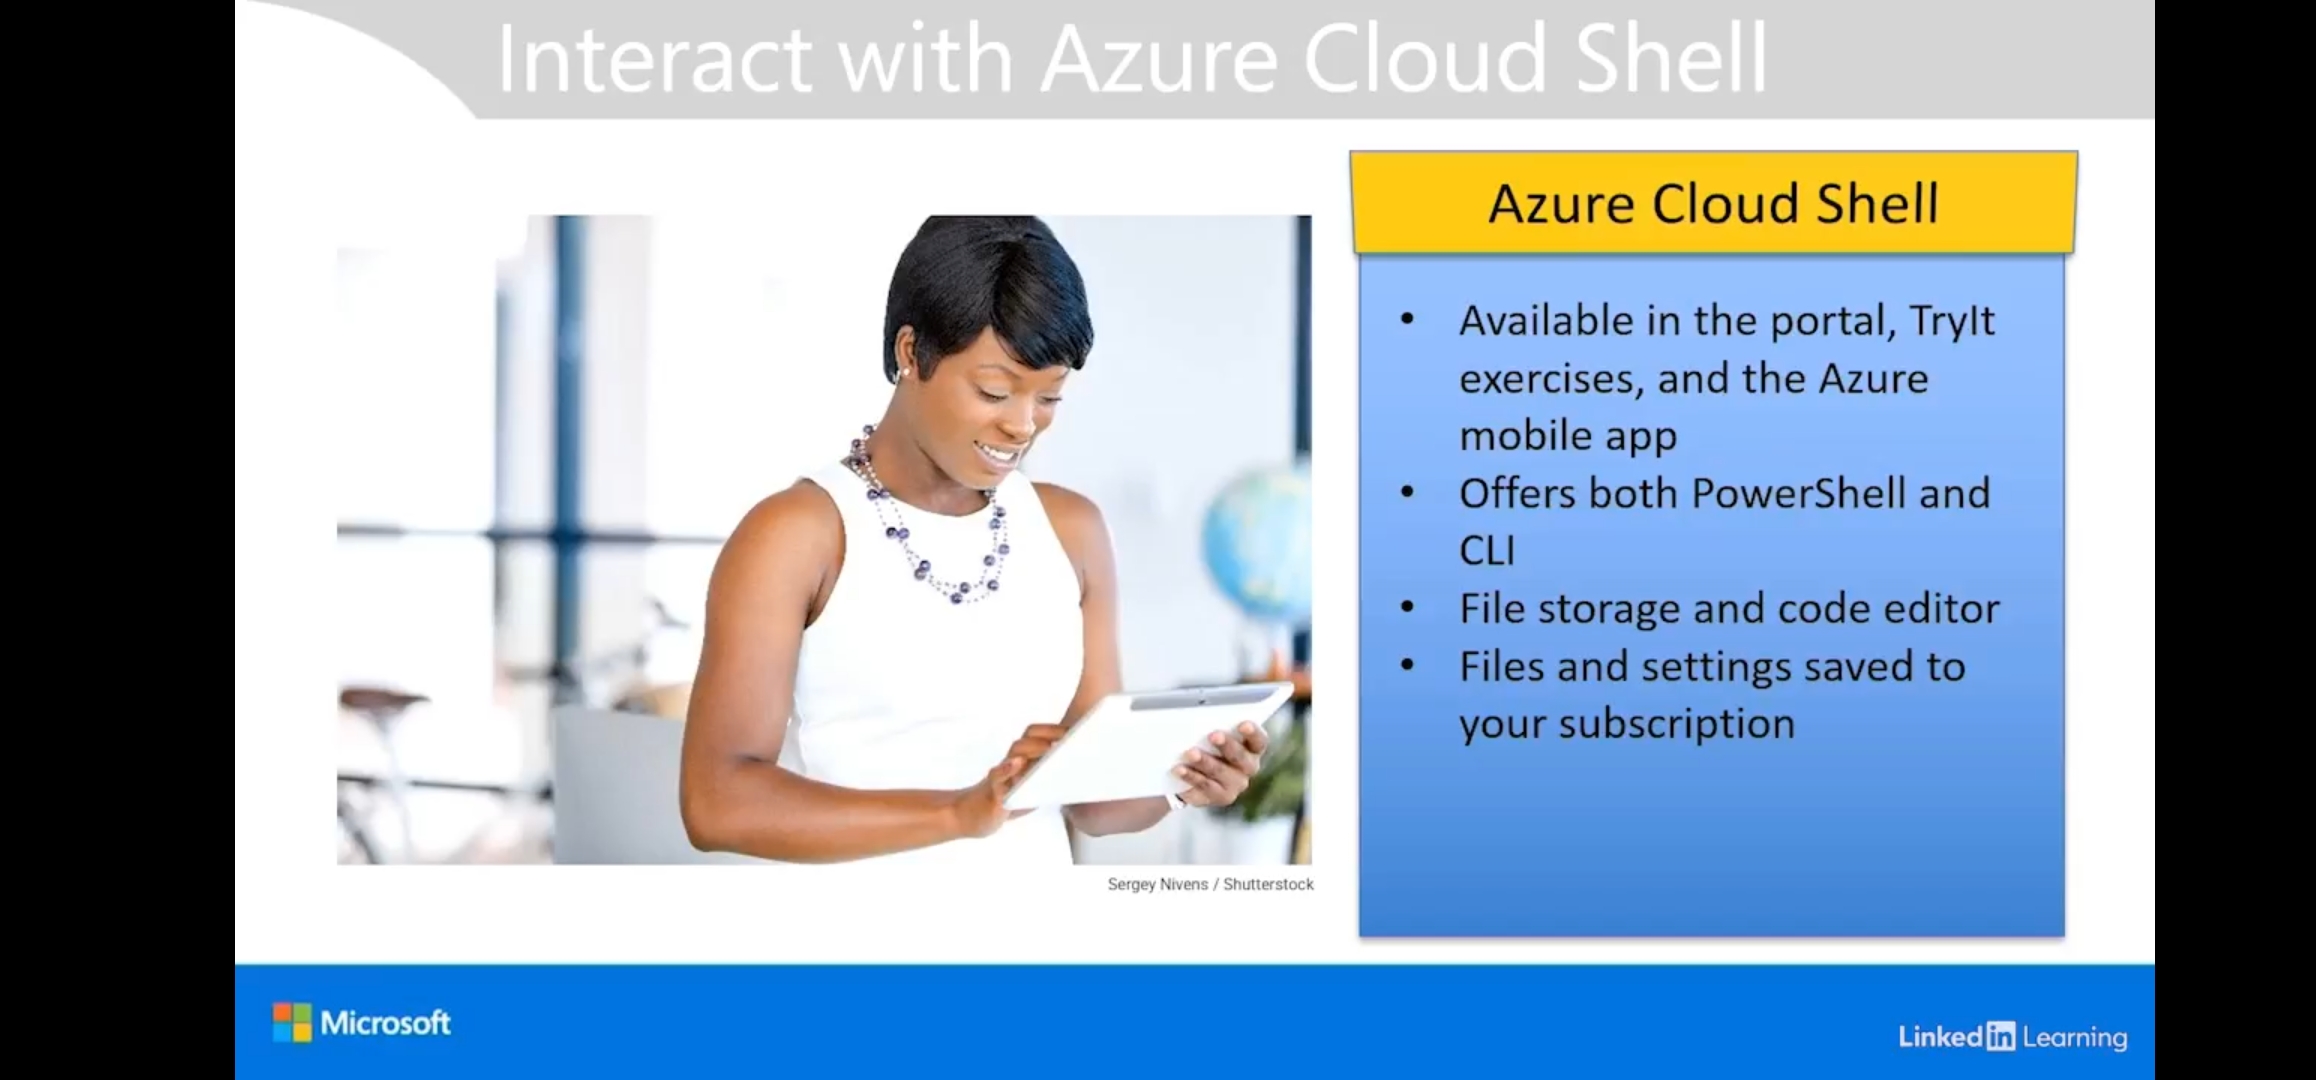 Interact with Azure Cloud Shell
Azure Cloud Shell
• Available in the portal, TryIt
exercises, and the Azure
mobile app
• Offers both PowerShell and
CLI
• File storage and code editor
• Files and settings saved to
your subscription
Sergey Nivens / Shutterstock
Microsoft
Linked in Learning